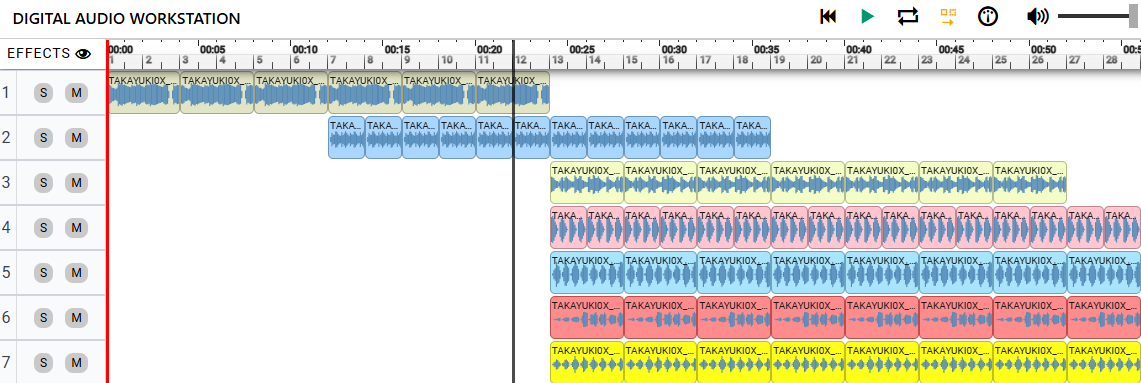 DIGITAL AUDIO WORKSTATION
EFFECTS
00:00 00:05 00:10 00:15 00:20 00:25 00:30 00:35 00:40 00:45 00:50
1 2 3 4 5 6 7 8 9 10 11 12 13 14 15 16 17 18 19 20 21 22 23 24 25 26 27 28
1 S M TAKAYUKI0X_... TAKAYUKI0X_... TAKAYUKI0X_... TAKAYUKI0X_... TAKAYUKI0X_... TAKAYUKI0X_...
2 S M TAKA... TAKA... TAKA... TAKA... TAKA... TAKA... TAKA... TAKA... TAKA... TAKA... TAKA... TAKA...
3 S M TAKAYUKI0X_... TAKAYUKI0X_... TAKAYUKI0X_... TAKAYUKI0X_... TAKAYUKI0X_... TAKAYUKI0X_... TAKAYUKI0X_...
4 S M TAKA... TAKA... TAKA... TAKA... TAKA... TAKA... TAKA... TAKA... TAKA... TAKA... TAKA... TAKA... TAKA... TAKA... TAKA... TAKA...
5 S M TAKAYUKI0X_... TAKAYUKI0X_... TAKAYUKI0X_... TAKAYUKI0X_... TAKAYUKI0X_... TAKAYUKI0X_... TAKAYUKI0X_... TAKAYUKI0X_...
6 S M TAKAYUKI0X_... TAKAYUKI0X_... TAKAYUKI0X_... TAKAYUKI0X_... TAKAYUKI0X_... TAKAYUKI0X_... TAKAYUKI0X_... TAKAYUKI0X_...
7 S M TAKAYUKI0X_... TAKAYUKI0X_... TAKAYUKI0X_... TAKAYUKI0X_... TAKAYUKI0X_... TAKAYUKI0X_... TAKAYUKI0X_... TAKAYUKI0X_...